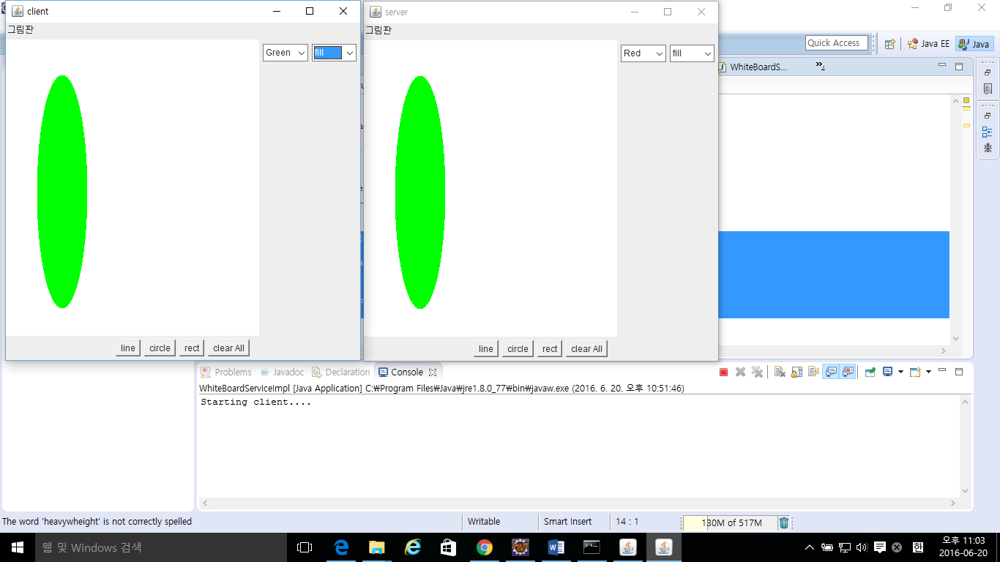 client
그림판
Green
fill
line
circle
rect
clear All
server
그림판
Red
fill
line
circle
rect
clear All
Quick Access
Java EE
Java
WhiteBoardS...
»4
Problems
@ Javadoc
Declaration
Console
WhiteBoardServiceImpl [Java Application] C:₩Program Files₩Java₩jre1.8.0_77₩bin₩javaw.exe (2016. 6. 20. 오후 10:51:46)
Starting client....
The word 'heavywheight' is not correctly spelled
Writable
Smart Insert
14 : 1
130M of 517M
웹 및 Windows 검색
한
오후 11:03
2016-06-20